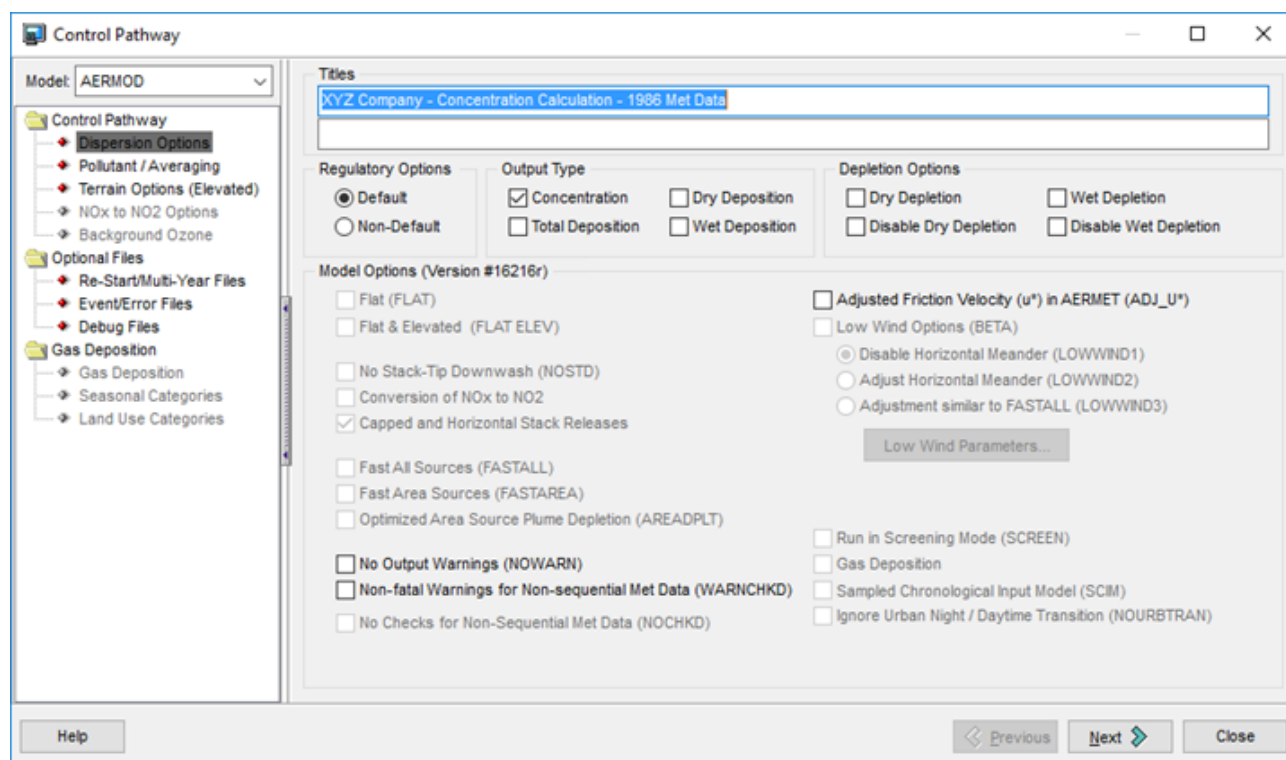 Control Pathway
Model: AERMOD
Control Pathway
Dispersion Options
Pollutant / Averaging
Terrain Options (Elevated)
NOx to NO2 Options
Background Ozone
Optional Files
Re-Start/Multi-Year Files
Event/Error Files
Debug Files
Gas Deposition
Gas Deposition
Seasonal Categories
Land Use Categories
Titles
XYZ Company - Concentration Calculation - 1986 Met Data
Regulatory Options
Default
Non-Default
Output Type
Concentration Dry Deposition
Total Deposition Wet Deposition
Depletion Options
Dry Depletion Wet Depletion
Disable Dry Depletion Disable Wet Depletion
Model Options (Version #16216r)
Flat (FLAT)
Flat & Elevated (FLAT ELEV)
No Stack-Tip Downwash (NOSTD)
Conversion of NOx to NO2
Capped and Horizontal Stack Releases
Fast All Sources (FASTALL)
Fast Area Sources (FASTAREA)
Optimized Area Source Plume Depletion (AREADPLT)
No Output Warnings (NOWARN)
Non-fatal Warnings for Non-sequential Met Data (WARNCHKD)
No Checks for Non-Sequential Met Data (NOCHKD)
Adjusted Friction Velocity (u*) in AERMET (ADJ_U*)
Low Wind Options (BETA)
Disable Horizontal Meander (LOWWIND1)
Adjust Horizontal Meander (LOWWIND2)
Adjustment similar to FASTALL (LOWWIND3)
Low Wind Parameters...
Run in Screening Mode (SCREEN)
Gas Deposition
Sampled Chronological Input Model (SCIM)
Ignore Urban Night / Daytime Transition (NOURBTRAN)
Help
Previous
Next
Close